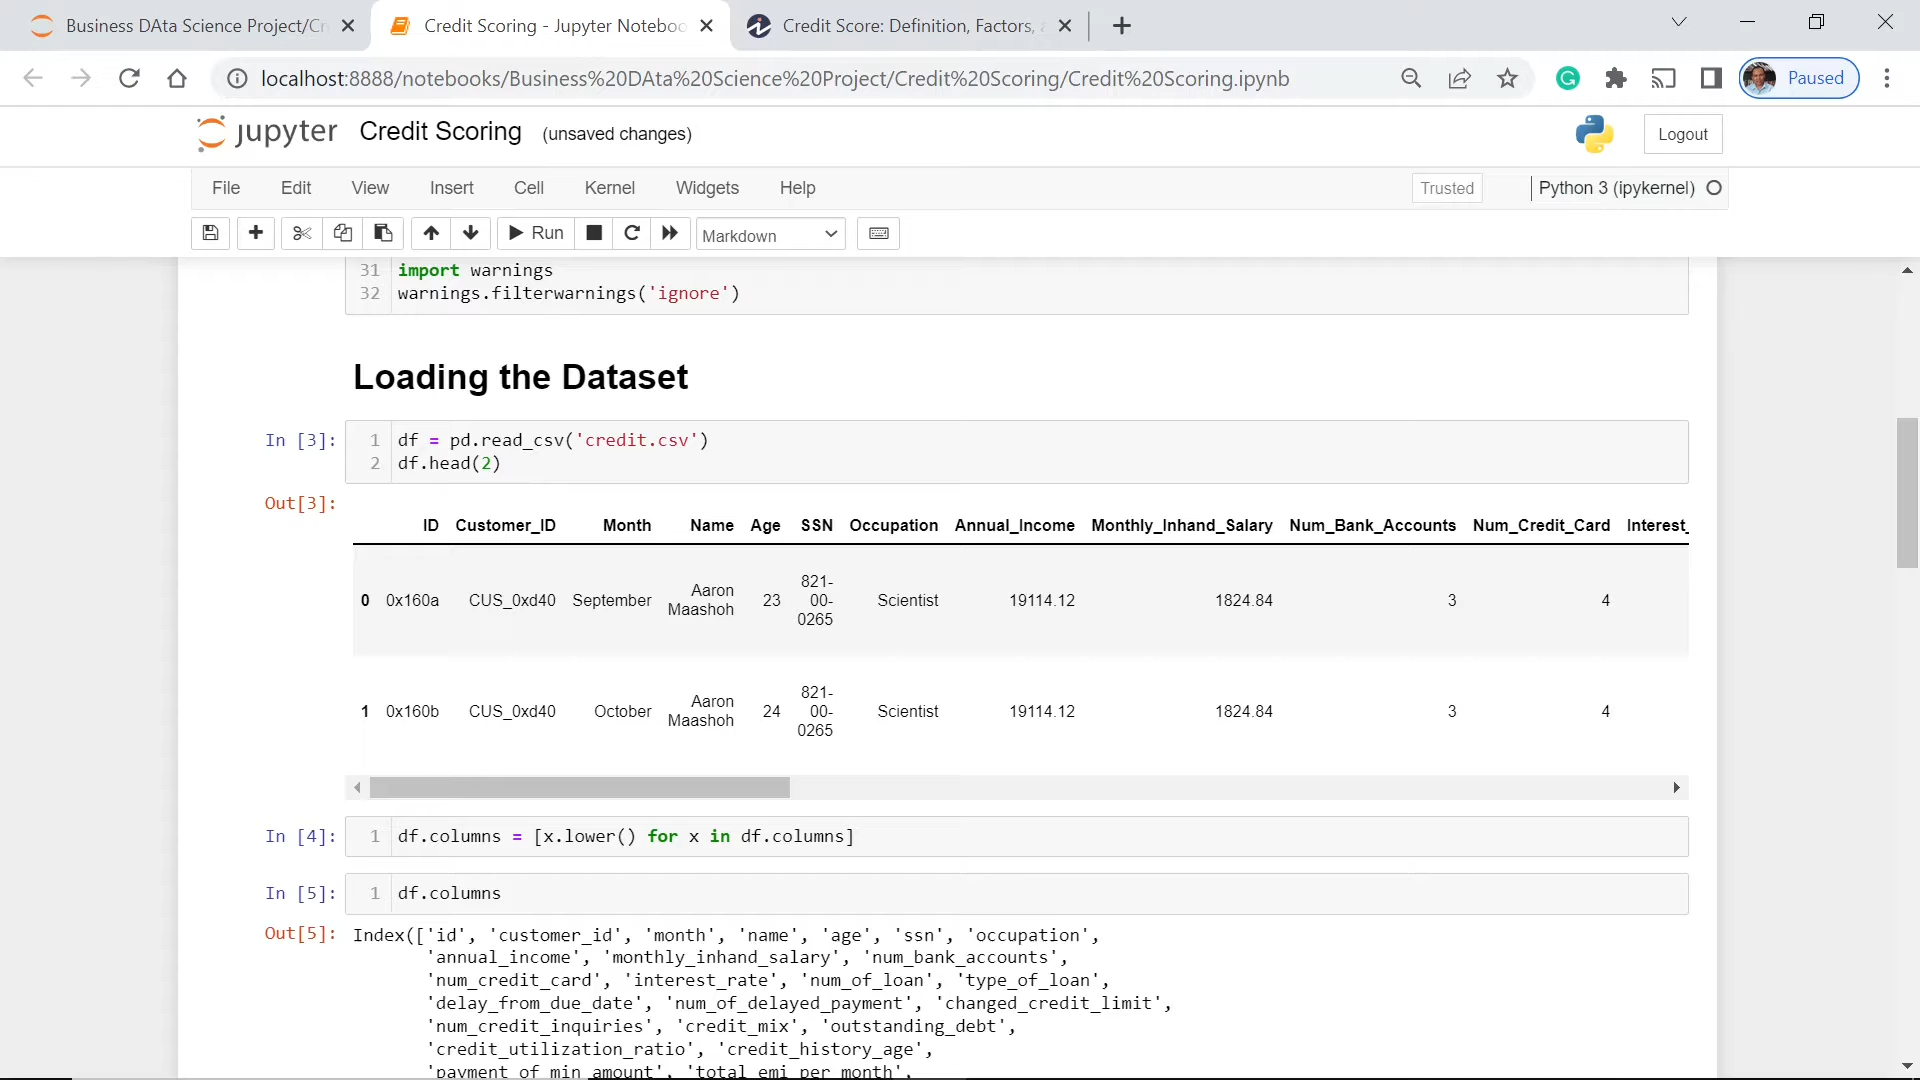 Business DAta Science Project/Cr
Credit Scoring - Jupyter Noteboo
Credit Score: Definition, Factors,
localhost:8888/notebooks/Business%20DAta%20Science%20Project/Credit%20Scoring/Credit%20Scoring.ipynb
Paused
jupyter Credit Scoring (unsaved changes)
Logout
File Edit View Insert Cell Kernel Widgets Help
Trusted Python 3 (ipykernel)
Run Markdown
31 import warnings
32 warnings.filterwarnings('ignore')
Loading the Dataset
In [3]: 1 df = pd.read_csv('credit.csv')
2 df.head(2)
Out[3]:
ID Customer_ID Month Name Age SSN Occupation Annual_Income Monthly_Inhand_Salary Num_Bank_Accounts Num_Credit_Card Interest_
0 0x160a CUS_0xd40 September Aaron Maashoh 23 821-00-0265 Scientist 19114.12 1824.84 3 4
1 0x160b CUS_0xd40 October Aaron Maashoh 24 821-00-0265 Scientist 19114.12 1824.84 3 4
In [4]: 1 df.columns = [x.lower() for x in df.columns]
In [5]: 1 df.columns
Out[5]: Index(['id', 'customer_id', 'month', 'name', 'age', 'ssn', 'occupation',
'annual_income', 'monthly_inhand_salary', 'num_bank_accounts',
'num_credit_card', 'interest_rate', 'num_of_loan', 'type_of_loan',
'delay_from_due_date', 'num_of_delayed_payment', 'changed_credit_limit',
'num_credit_inquiries', 'credit_mix', 'outstanding_debt',
'credit_utilization_ratio', 'credit_history_age',
'payment_of_min_amount', 'total_emi_per_month',